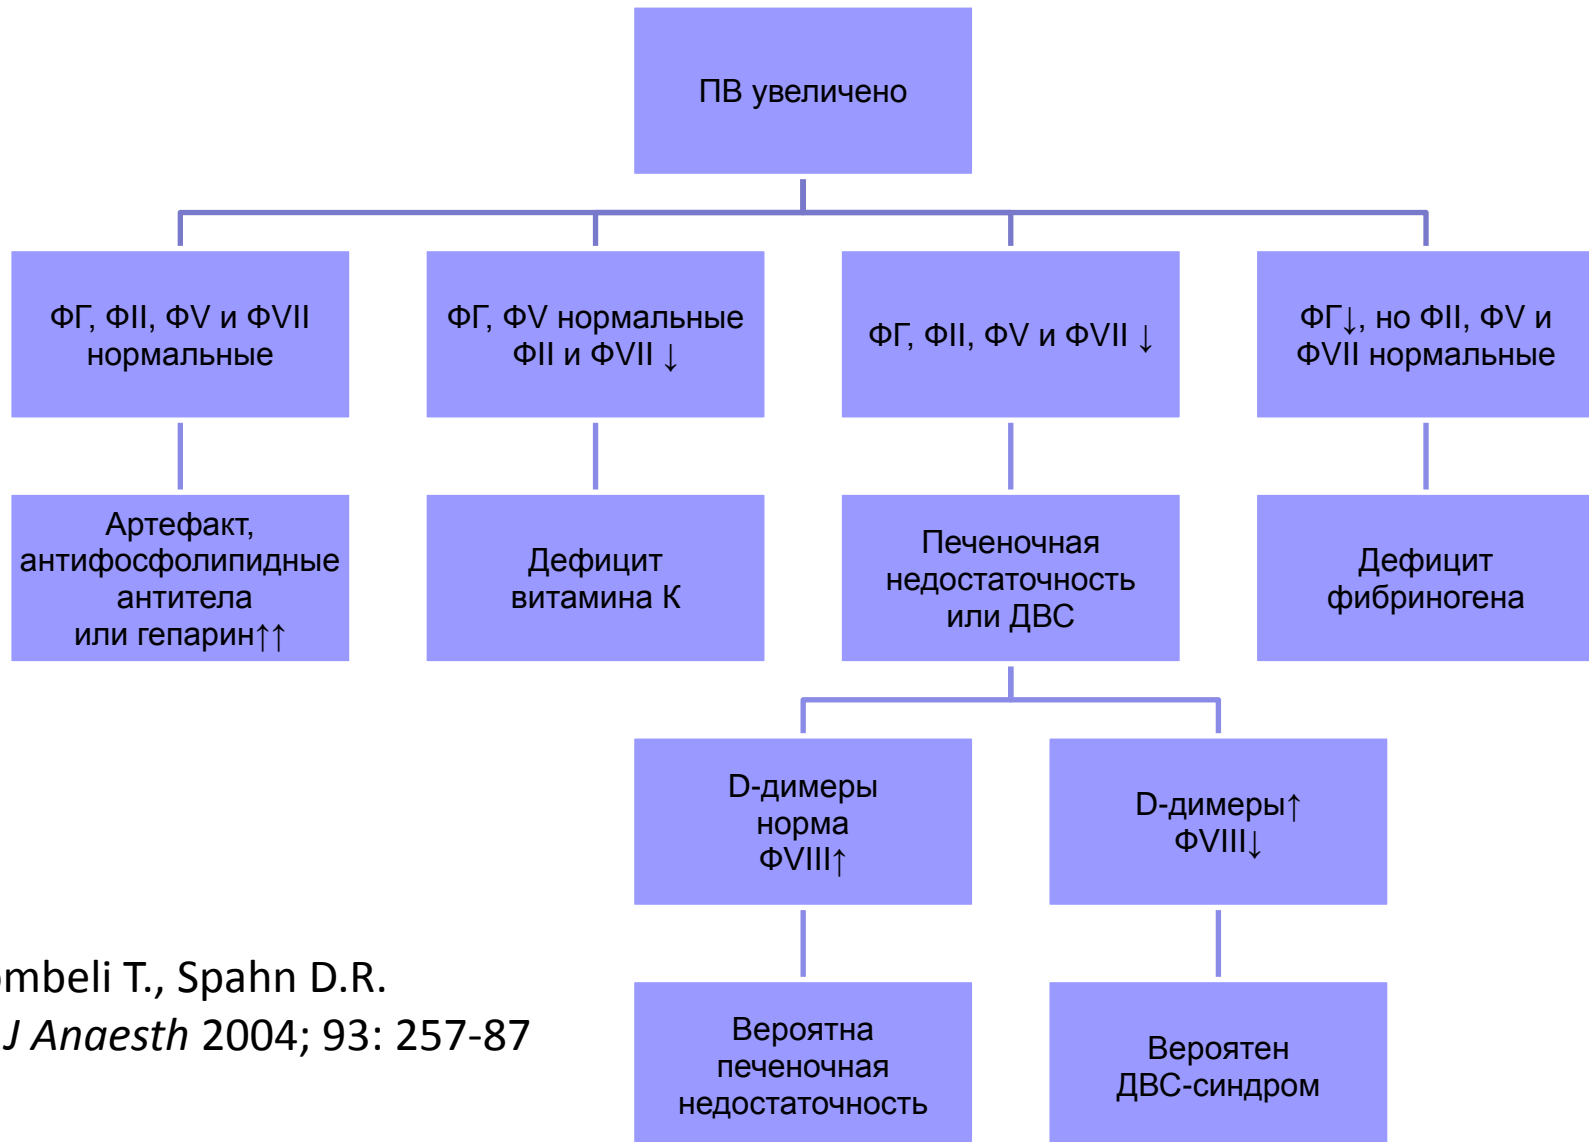 ПВ увеличено
ФГ, ФII, ФV и ФVII
нормальные
ФГ, ФV нормальные
ФII и ФVII ↓
ФГ, ФII, ФV и ФVII ↓
ФГ↓, но ФII, ФV и
ФVII нормальные
Артефакт,
антифосфолипидные
антитела
или гепарин↑↑
Дефицит
витамина К
Печеночная
недостаточность
или ДВС
Дефицит
фибриногена
D-димеры
норма
ФVIII↑
D-димеры↑
ФVIII↓
Вероятна
печеночная
недостаточность
Вероятен
ДВС-синдром
mbeli T., Spahn D.R.
J Anaesth 2004; 93: 257-87